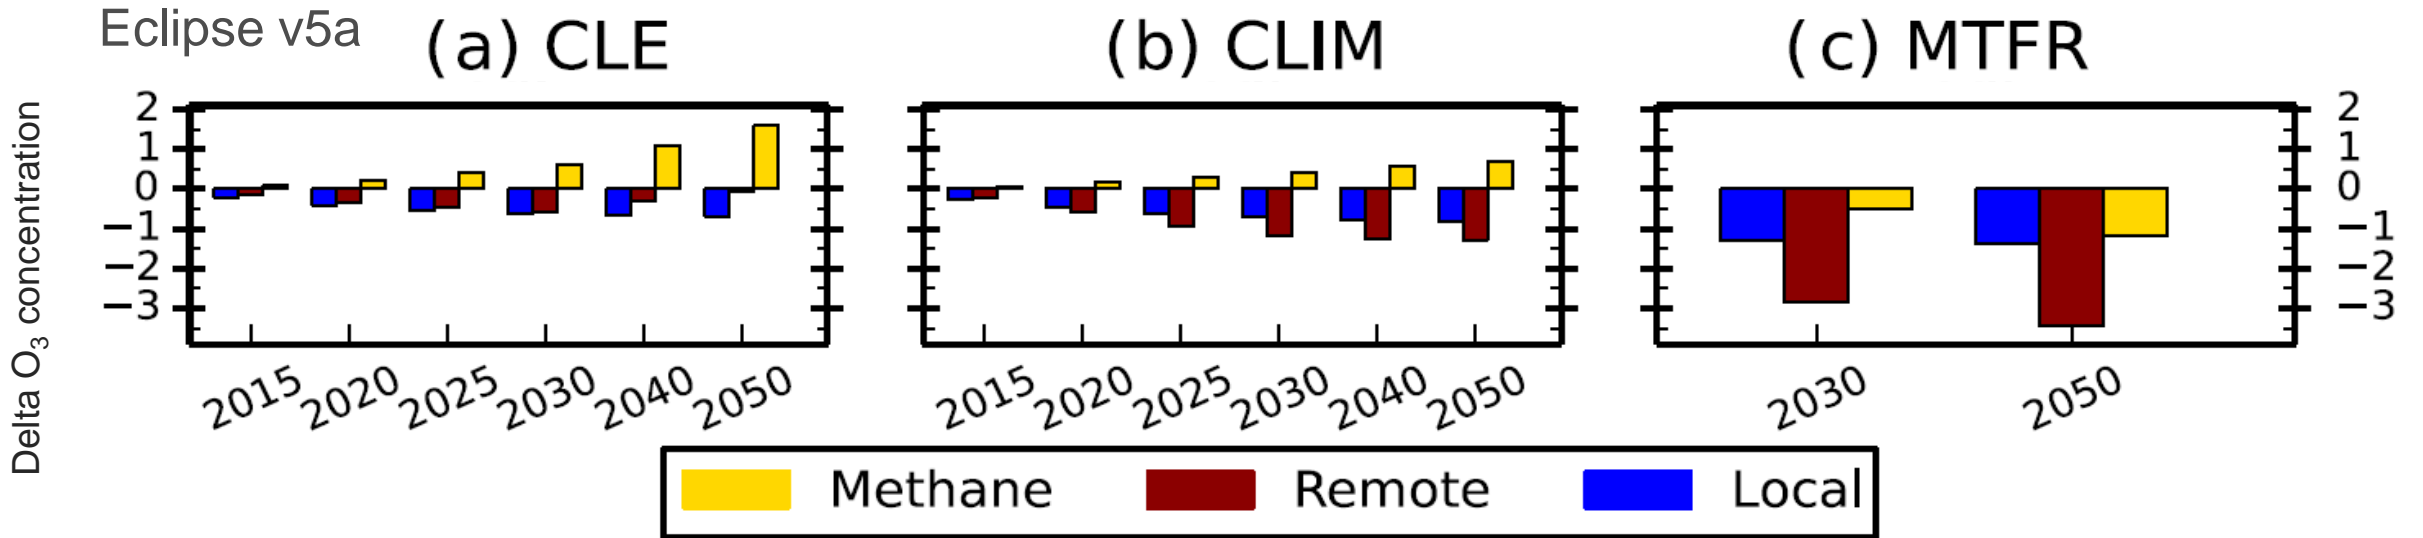 Eclipse v5a
(a) CLE
(b) CLIM
(c) MTFR
Delta O₃ concentration
2
1
0
−1
−2
−3
2
1
0
−1
−2
−3
2015 2020 2025 2030 2040 2050
2015 2020 2025 2030 2040 2050
2030 2050
Methane Remote Local